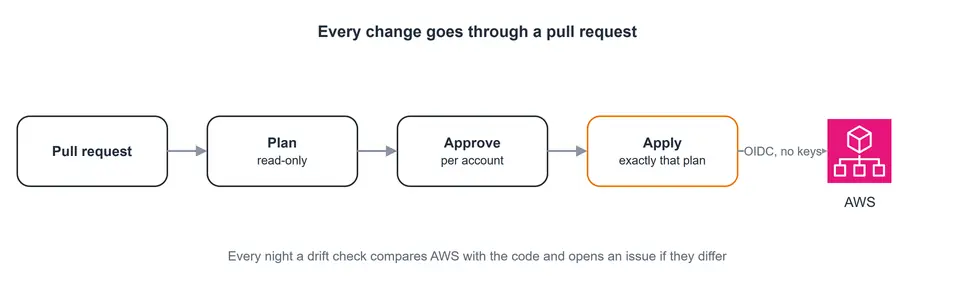 Every change goes through a pull request
Pull request
Plan
read-only
Approve
per account
Apply
exactly that plan
OIDC, no keys
AWS
Every night a drift check compares AWS with the code and opens an issue if they differ